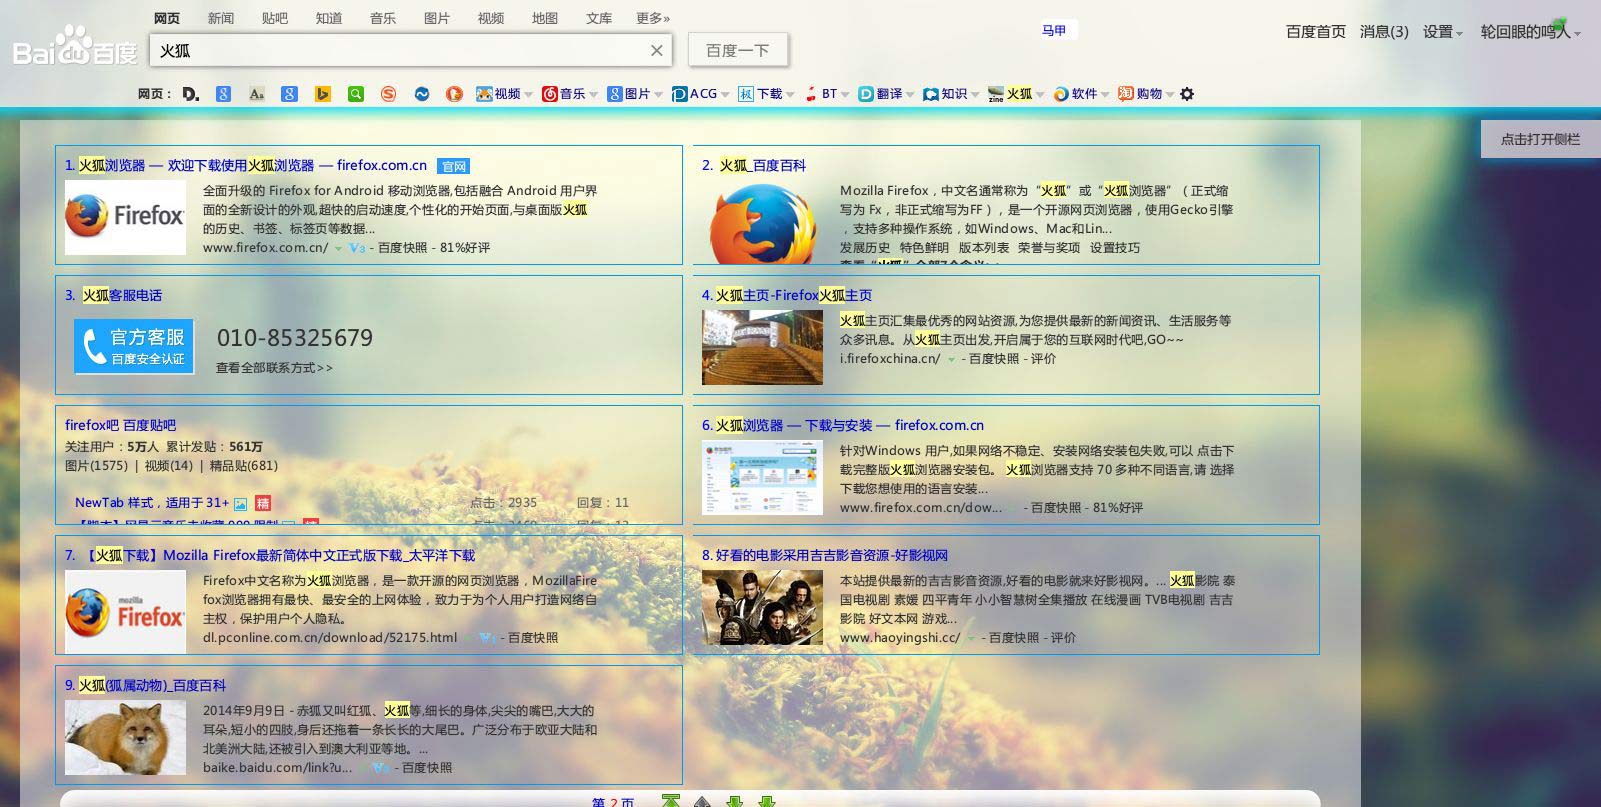 网页 新闻 贴吧 知道 音乐 图片 视频 地图 文库 更多»
马甲
百度首页 消息(3) 设置 轮回眼的鸣人
Bai du 百度
火狐
百度一下
网页： 视频 音乐 图片 ACG 下载 BT 翻译 知识 火狐 软件 购物
点击打开侧栏
1. 火狐浏览器 — 欢迎下载使用火狐浏览器 — firefox.com.cn 官网
Firefox
全面升级的 Firefox for Android 移动浏览器,包括融合 Android 用户界
面的全新设计的外观,超快的启动速度,个性化的开始页面,与桌面版火狐
的历史、书签、标签页等数据...
www.firefox.com.cn/ V3 - 百度快照 - 81%好评
2. 火狐_百度百科
Mozilla Firefox，中文名通常称为“火狐”或“火狐浏览器”（正式缩
写为 Fx，非正式缩写为FF），是一个开源网页浏览器，使用Gecko引擎
，支持多种操作系统，如Windows、Mac和Lin...
发展历史 特色鲜明 版本列表 荣誉与奖项 设置技巧
3. 火狐客服电话
官方客服
百度安全认证
010-85325679
查看全部联系方式>>
4. 火狐主页-Firefox火狐主页
火狐主页汇集最优秀的网站资源,为您提供最新的新闻资讯、生活服务等
众多讯息。从火狐主页出发,开启属于您的互联网时代吧,GO~~
i.firefoxchina.cn/ - 百度快照 - 评价
firefox吧 百度贴吧
关注用户：5万人 累计发贴：561万
图片(1575) | 视频(14) | 精品贴(681)
NewTab 样式，适用于 31+ 精 点击：2935 回复：11
6. 火狐浏览器 — 下载与安装 — firefox.com.cn
针对Windows 用户,如果网络不稳定、安装网络安装包失败,可以 点击下
载完整版火狐浏览器安装包。 火狐浏览器支持 70 多种不同语言,请 选择
下载您想使用的语言安装...
www.firefox.com.cn/dow... - 百度快照 - 81%好评
7. 【火狐下载】Mozilla Firefox最新简体中文正式版下载_太平洋下载
mozilla
Firefox
Firefox中文名称为火狐浏览器，是一款开源的网页浏览器，MozillaFire
fox浏览器拥有最快、最安全的上网体验，致力于为个人用户打造网络自
主权，保护用户个人隐私。
dl.pconline.com.cn/download/52175.html V1 - 百度快照
8. 好看的电影采用吉吉影音资源-好影视网
本站提供最新的吉吉影音资源,好看的电影就来好影视网。... 火狐影院 泰
国电视剧 素媛 四平青年 小小智慧树全集播放 在线漫画 TVB电视剧 吉吉
影院 好文本网 游戏...
www.haoyingshi.cc/ - 百度快照 - 评价
9. 火狐(狐属动物)_百度百科
2014年9月9日 - 赤狐又叫红狐、火狐等,细长的身体,尖尖的嘴巴,大大的
耳朵,短小的四肢,身后还拖着一条长长的大尾巴。广泛分布于欧亚大陆和
北美洲大陆,还被引入到澳大利亚等地。...
baike.baidu.com/link?u... V3 - 百度快照
第 2 页